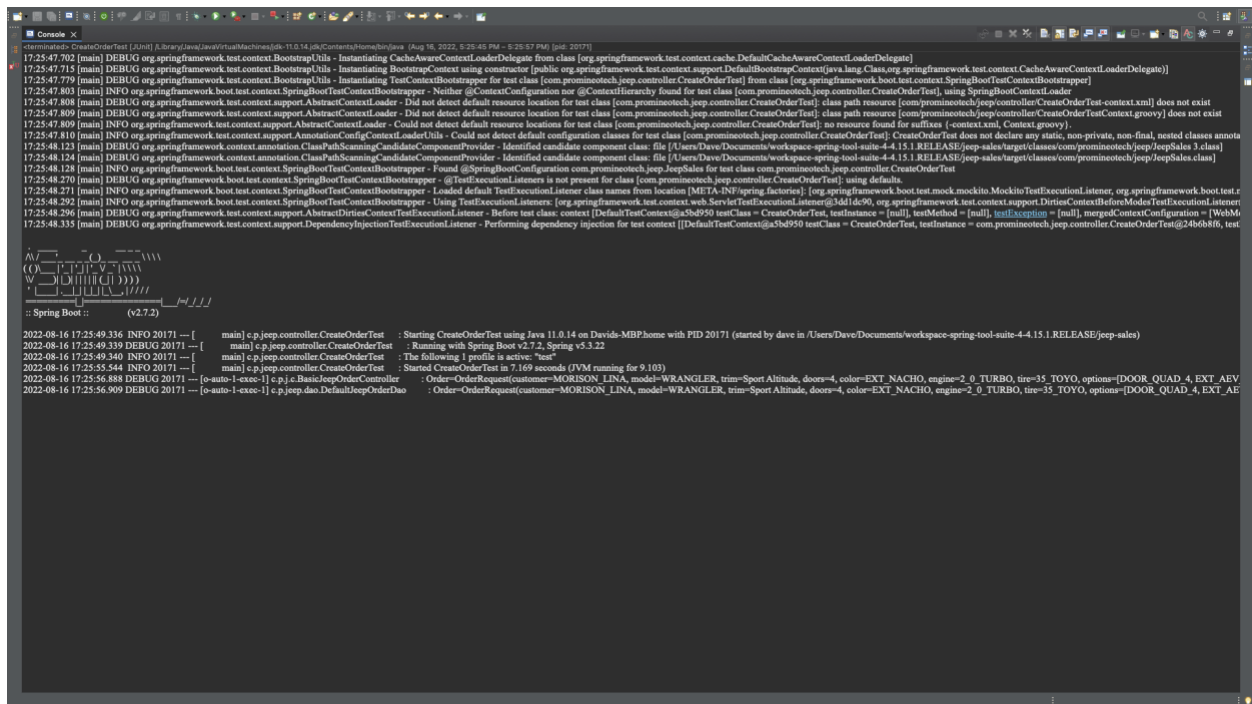 Console
<terminated> CreateOrderTest [JUnit] /Library/Java/JavaVirtualMachines/jdk-11.0.14.jdk/Contents/Home/bin/java (Aug 16, 2022, 5:25:45 PM – 5:25:57 PM) [pid: 20171]
17:25:47.702 [main] DEBUG org.springframework.test.context.BootstrapUtils - Instantiating CacheAwareContextLoaderDelegate from class [org.springframework.test.context.cache.DefaultCacheAwareContextLoaderDelegate]
17:25:47.715 [main] DEBUG org.springframework.test.context.BootstrapUtils - Instantiating BootstrapContext using constructor [public org.springframework.test.context.support.DefaultBootstrapContext(java.lang.Class,org.springframework.test.context.CacheAwareContextLoaderDelegate)]
17:25:47.779 [main] DEBUG org.springframework.test.context.BootstrapUtils - Instantiating TestContextBootstrapper for test class [com.promineotech.jeep.controller.CreateOrderTest] from class [org.springframework.boot.test.context.SpringBootTestContextBootstrapper]
17:25:47.803 [main] INFO org.springframework.boot.test.context.SpringBootTestContextBootstrapper - Neither @ContextConfiguration nor @ContextHierarchy found for test class [com.promineotech.jeep.controller.CreateOrderTest], using SpringBootContextLoader
17:25:47.808 [main] DEBUG org.springframework.test.context.support.AbstractContextLoader - Did not detect default resource location for test class [com.promineotech.jeep.controller.CreateOrderTest]: class path resource [com/promineotech/jeep/controller/CreateOrderTest-context.xml] does not exist
17:25:47.809 [main] DEBUG org.springframework.test.context.support.AbstractContextLoader - Did not detect default resource location for test class [com.promineotech.jeep.controller.CreateOrderTest]: class path resource [com/promineotech/jeep/controller/CreateOrderTestContext.groovy] does not exist
17:25:47.809 [main] INFO org.springframework.test.context.support.AbstractContextLoader - Could not detect default resource locations for test class [com.promineotech.jeep.controller.CreateOrderTest]: no resource found for suffixes {-context.xml, Context.groovy}.
17:25:47.810 [main] INFO org.springframework.test.context.support.AnnotationConfigContextLoaderUtils - Could not detect default configuration classes for test class [com.promineotech.jeep.controller.CreateOrderTest]: CreateOrderTest does not declare any static, non-private, non-final, nested classes annota
17:25:48.123 [main] DEBUG org.springframework.context.annotation.ClassPathScanningCandidateComponentProvider - Identified candidate component class: file [/Users/Dave/Documents/workspace-spring-tool-suite-4-4.15.1.RELEASE/jeep-sales/target/classes/com/promineotech/jeep/JeepSales 3.class]
17:25:48.124 [main] DEBUG org.springframework.context.annotation.ClassPathScanningCandidateComponentProvider - Identified candidate component class: file [/Users/Dave/Documents/workspace-spring-tool-suite-4-4.15.1.RELEASE/jeep-sales/target/classes/com/promineotech/jeep/JeepSales.class]
17:25:48.128 [main] INFO org.springframework.boot.test.context.SpringBootTestContextBootstrapper - Found @SpringBootConfiguration com.promineotech.jeep.JeepSales for test class com.promineotech.jeep.controller.CreateOrderTest
17:25:48.270 [main] DEBUG org.springframework.boot.test.context.SpringBootTestContextBootstrapper - @TestExecutionListeners is not present for class [com.promineotech.jeep.controller.CreateOrderTest]: using defaults.
17:25:48.271 [main] INFO org.springframework.boot.test.context.SpringBootTestContextBootstrapper - Loaded default TestExecutionListener class names from location [META-INF/spring.factories]: [org.springframework.boot.test.mock.mockito.MockitoTestExecutionListener, org.springframework.boot.test.r
17:25:48.292 [main] INFO org.springframework.boot.test.context.SpringBootTestContextBootstrapper - Using TestExecutionListeners: [org.springframework.test.context.web.ServletTestExecutionListener@3dd1dc90, org.springframework.test.context.support.DirtiesContextBeforeModesTestExecutionListener
17:25:48.296 [main] DEBUG org.springframework.test.context.support.AbstractDirtiesContextTestExecutionListener - Before test class: context [DefaultTestContext@a5bd950 testClass = CreateOrderTest, testInstance = [null], testMethod = [null], testException = [null], mergedContextConfiguration = [WebMe
17:25:48.335 [main] DEBUG org.springframework.test.context.support.DependencyInjectionTestExecutionListener - Performing dependency injection for test context [[DefaultTestContext@a5bd950 testClass = CreateOrderTest, testInstance = com.promineotech.jeep.controller.CreateOrderTest@24b6b8f6, test
:: Spring Boot :: (v2.7.2)
2022-08-16 17:25:49.336 INFO 20171 --- [ main] c.p.jeep.controller.CreateOrderTest : Starting CreateOrderTest using Java 11.0.14 on Davids-MBP.home with PID 20171 (started by dave in /Users/Dave/Documents/workspace-spring-tool-suite-4-4.15.1.RELEASE/jeep-sales)
2022-08-16 17:25:49.339 DEBUG 20171 --- [ main] c.p.jeep.controller.CreateOrderTest : Running with Spring Boot v2.7.2, Spring v5.3.22
2022-08-16 17:25:49.340 INFO 20171 --- [ main] c.p.jeep.controller.CreateOrderTest : The following 1 profile is active: "test"
2022-08-16 17:25:55.544 INFO 20171 --- [ main] c.p.jeep.controller.CreateOrderTest : Started CreateOrderTest in 7.169 seconds (JVM running for 9.103)
2022-08-16 17:25:56.888 DEBUG 20171 --- [o-auto-1-exec-1] c.p.j.c.BasicJeepOrderController : Order=OrderRequest(customer=MORISON_LINA, model=WRANGLER, trim=Sport Altitude, doors=4, color=EXT_NACHO, engine=2_0_TURBO, tire=35_TOYO, options=[DOOR_QUAD_4, EXT_AEV
2022-08-16 17:25:56.909 DEBUG 20171 --- [o-auto-1-exec-1] c.p.jeep.dao.DefaultJeepOrderDao : Order=OrderRequest(customer=MORISON_LINA, model=WRANGLER, trim=Sport Altitude, doors=4, color=EXT_NACHO, engine=2_0_TURBO, tire=35_TOYO, options=[DOOR_QUAD_4, EXT_AE